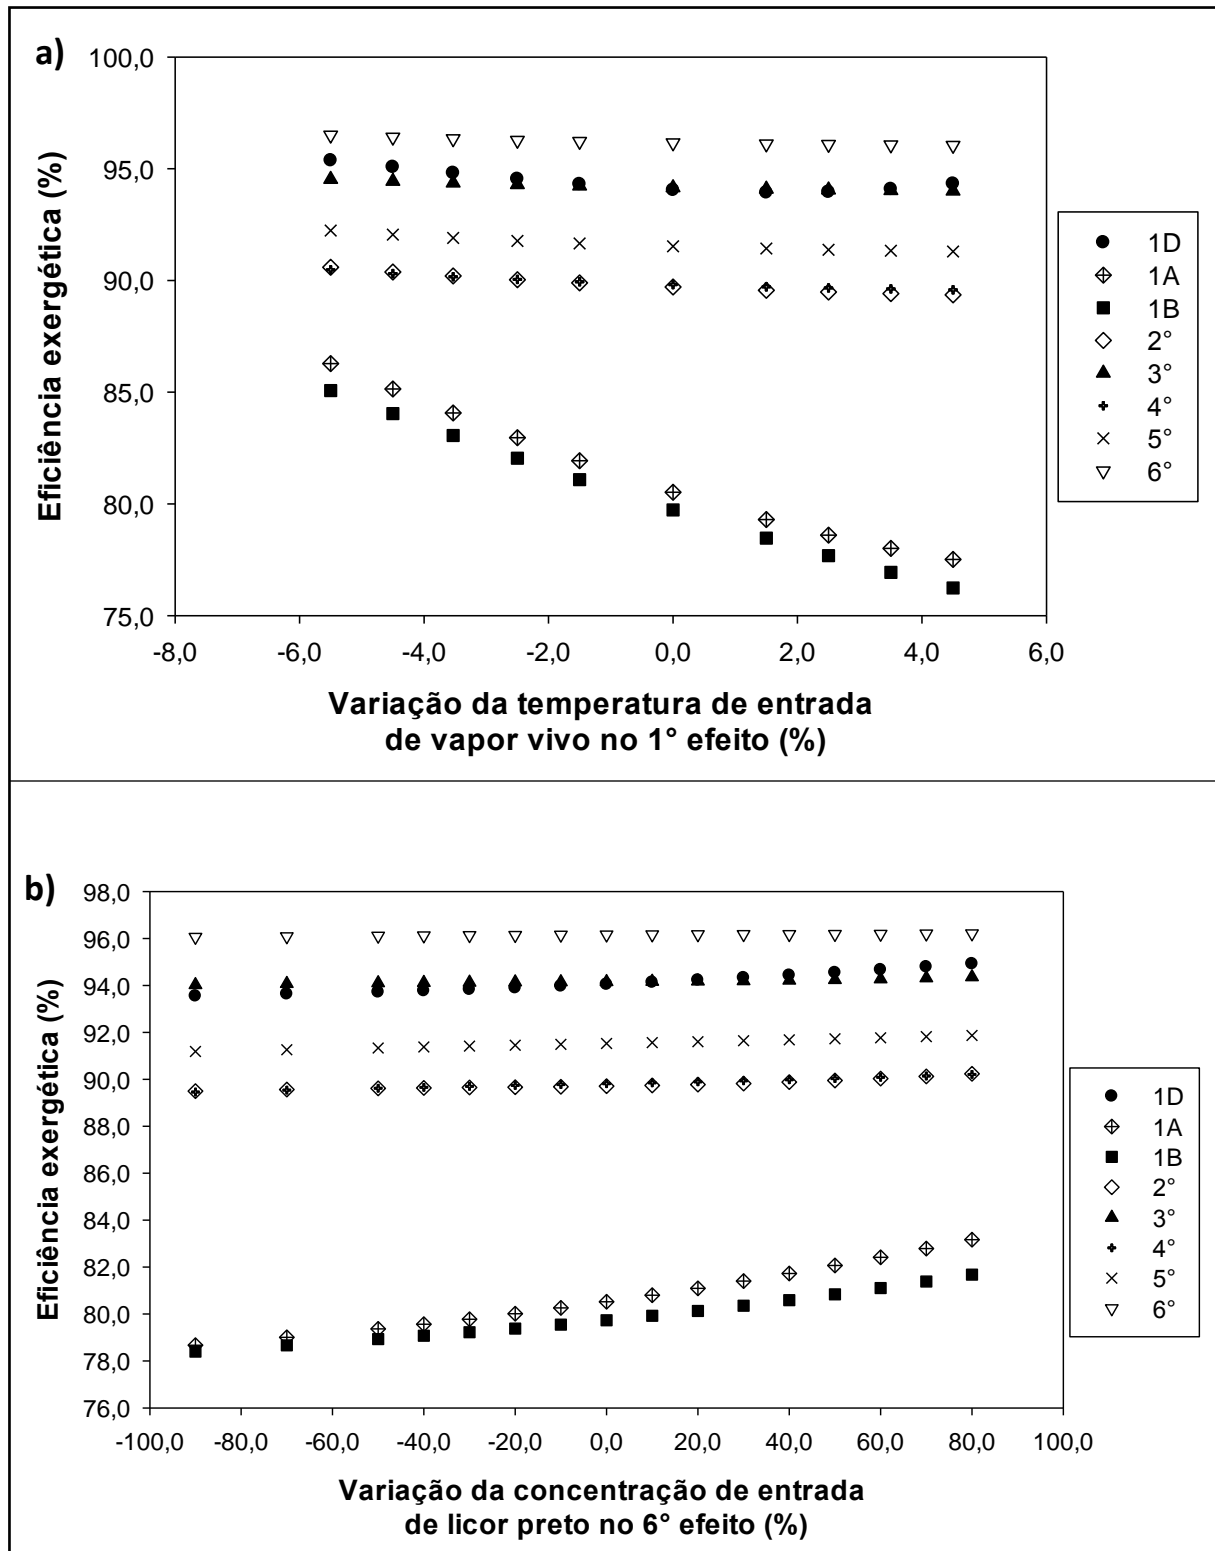 a)
100,0
95,0
90,0
85,0
80,0
75,0
Eficiência exergética (%)
-8,0 -6,0 -4,0 -2,0 0,0 2,0 4,0 6,0
Variação da temperatura de entrada
de vapor vivo no 1° efeito (%)
1D
1A
1B
2°
3°
4°
5°
6°
b)
98,0
96,0
94,0
92,0
90,0
88,0
86,0
84,0
82,0
80,0
78,0
76,0
Eficiência exergética (%)
-100,0 -80,0 -60,0 -40,0 -20,0 0,0 20,0 40,0 60,0 80,0 100,0
Variação da concentração de entrada
de licor preto no 6° efeito (%)
1D
1A
1B
2°
3°
4°
5°
6°